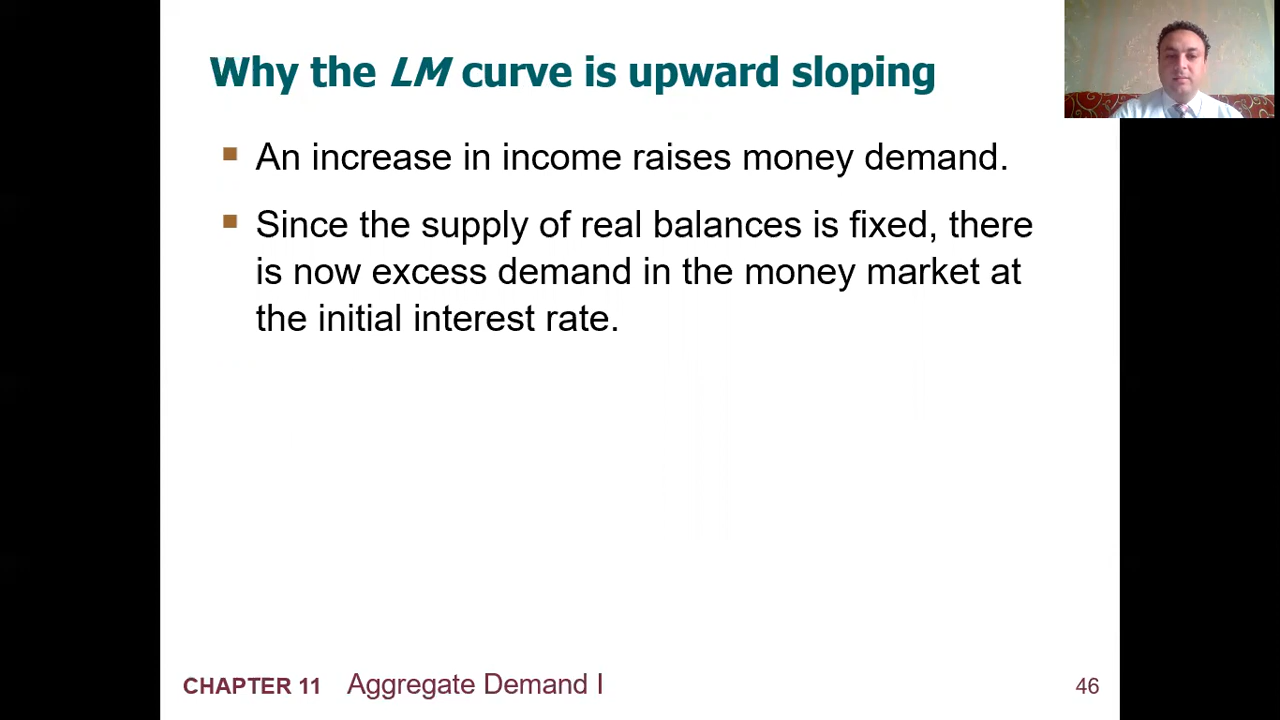 Why the LM curve is upward sloping
▪ An increase in income raises money demand.
▪ Since the supply of real balances is fixed, there
is now excess demand in the money market at
the initial interest rate.
CHAPTER 11 Aggregate Demand I
46